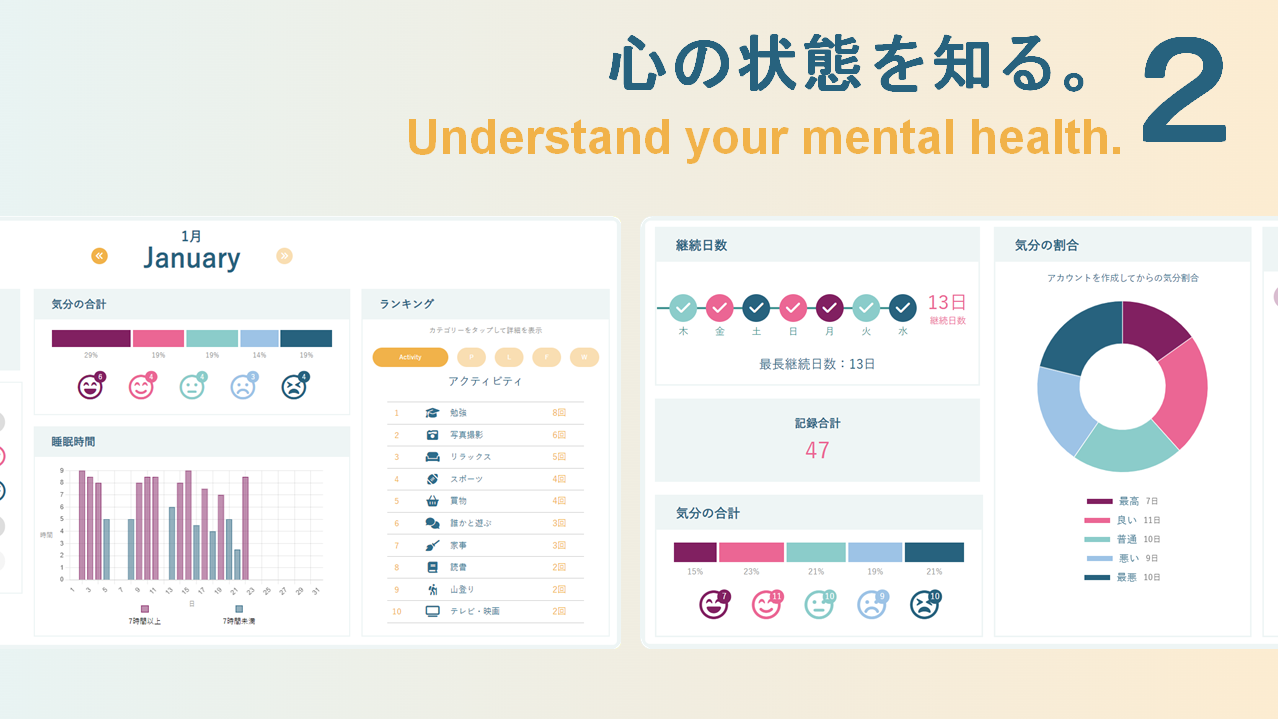 心の状態を知る。
2
Understand your mental health.
1月
January
気分の合計
29% 19% 19% 14% 19%
6 4 4 3 4
睡眠時間
9
8
7
6
5
4
3
2
1
0
時間
1 3 5 7 9 11 13 15 17 19 21 23 25 27 29 31
日
7時間以上 7時間未満
ランキング
カテゴリーをタップして詳細を表示
Activity P L F W
アクティビティ
1 勉強 8回
2 写真撮影 6回
3 リラックス 5回
4 スポーツ 4回
5 買物 4回
6 誰かと遊ぶ 3回
7 家事 3回
8 読書 2回
9 山登り 2回
10 テレビ・映画 2回
継続日数
木 金 土 日 月 火 水
13日
継続日数
最長継続日数：13日
記録合計
47
気分の合計
15% 23% 21% 19% 21%
7 11 10 9 10
気分の割合
アカウントを作成してからの気分割合
最高 7日
良い 11日
普通 10日
悪い 9日
最悪 10日